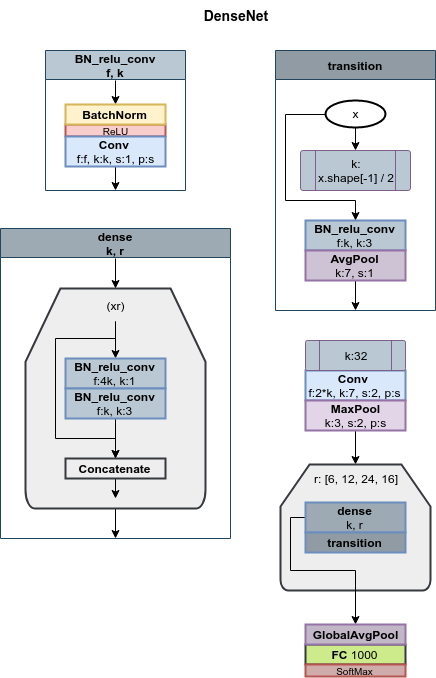 DenseNet
BN_relu_conv
f, k
BatchNorm
ReLU
Conv
f:f, k:k, s:1, p:s
dense
k, r
(xr)
BN_relu_conv
f:4k, k:1
BN_relu_conv
f:k, k:3
Concatenate
transition
x
k:
x.shape[-1] / 2
BN_relu_conv
f:k, k:3
AvgPool
k:7, s:1
k:32
Conv
f:2*k, k:7, s:2, p:s
MaxPool
k:3, s:2, p:s
r: [6, 12, 24, 16]
dense
k, r
transition
GlobalAvgPool
FC 1000
SoftMax